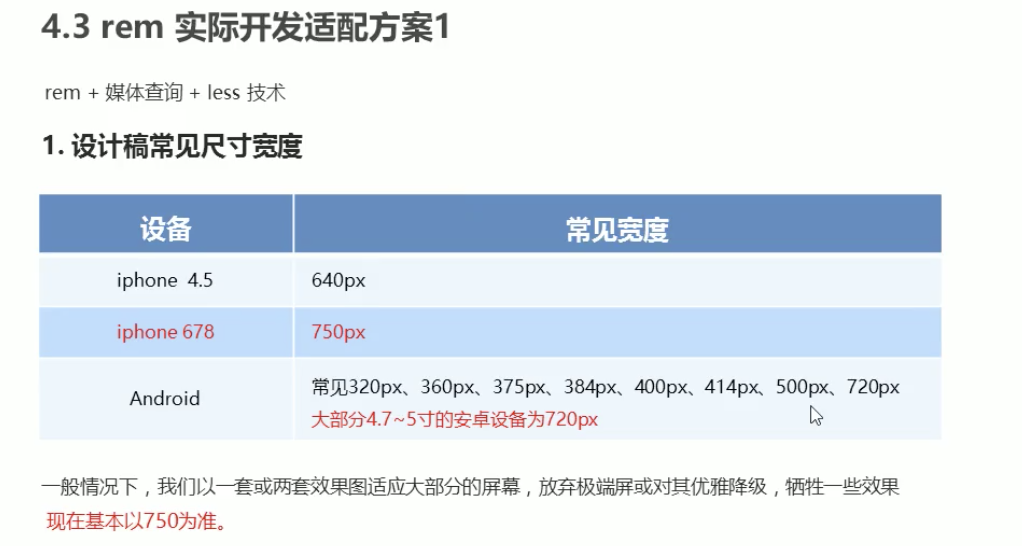 4.3 rem 实际开发适配方案1
rem + 媒体查询 + less 技术
1. 设计稿常见尺寸宽度
设备 常见宽度
iphone 4.5 640px
iphone 678 750px
Android 常见320px、360px、375px、384px、400px、414px、500px、720px
大部分4.7~5寸的安卓设备为720px
一般情况下，我们以一套或两套效果图适应大部分的屏幕，放弃极端屏或对其优雅降级，牺牲一些效果
现在基本以750为准。